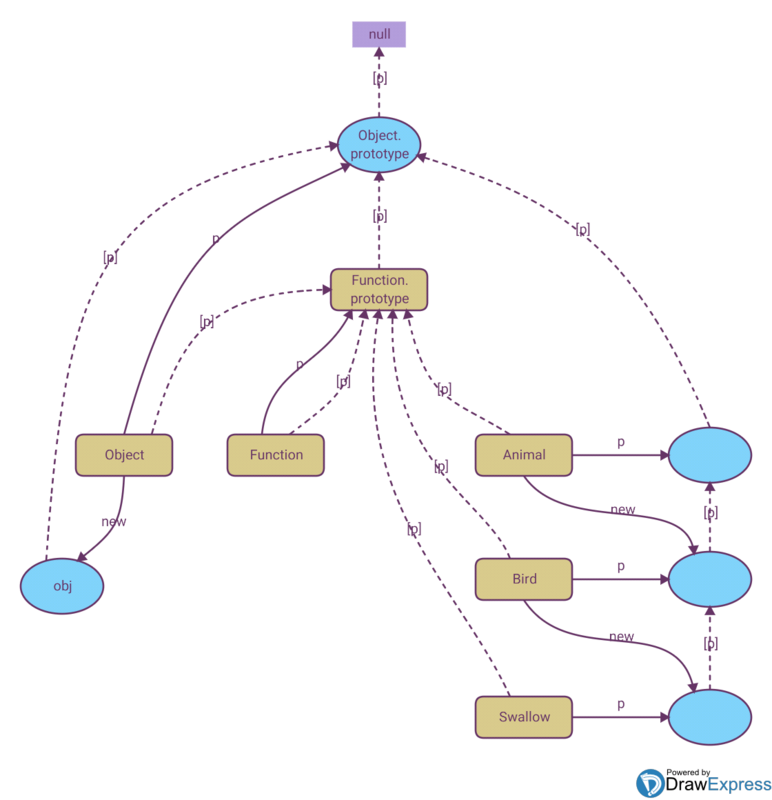 null
[p]
Object.
prototype
[p]
[p]
p
[p]
Function.
prototype
[p]
p
[p]
[p]
Object
Function
Animal
p
[p]
new
[p]
new
[p]
obj
Bird
p
new
[p]
Swallow
p
Powered by
DrawExpress